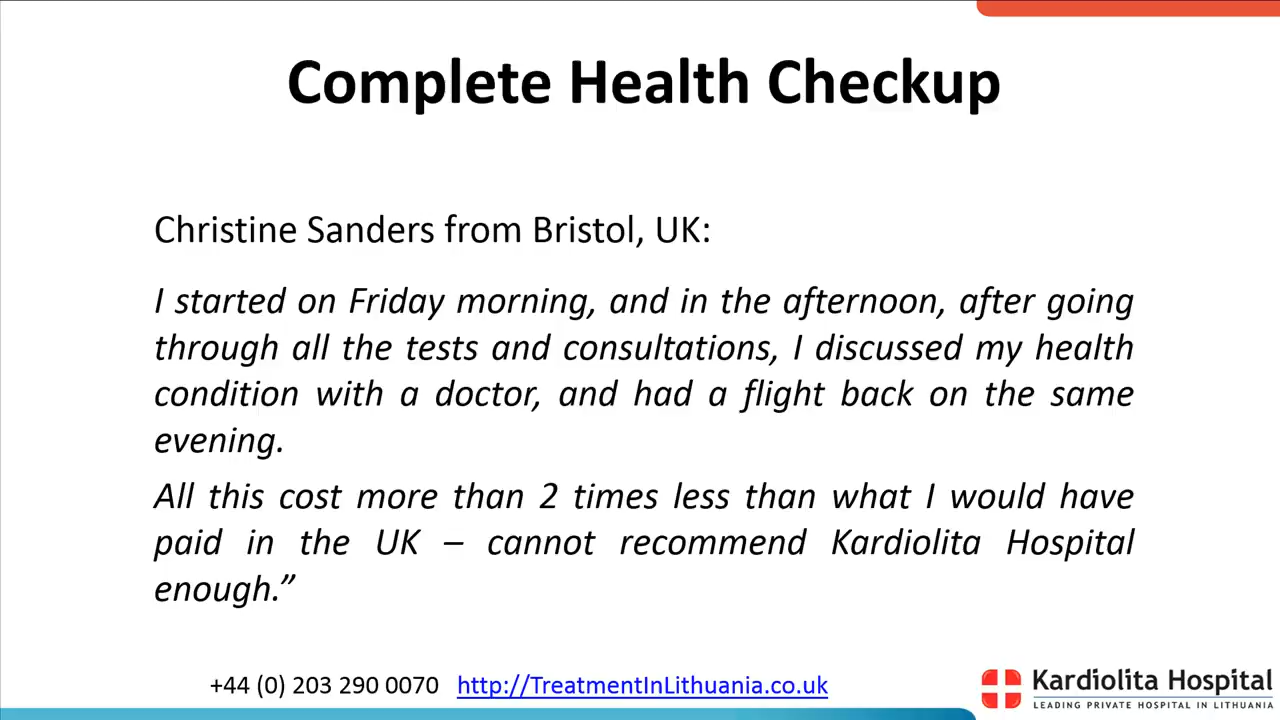 Complete Health Checkup
Christine Sanders from Bristol, UK:
I started on Friday morning, and in the afternoon, after going
through all the tests and consultations, I discussed my health
condition with a doctor, and had a flight back on the same
evening.
All this cost more than 2 times less than what I would have
paid in the UK – cannot recommend Kardiolita Hospital
enough.”
+44 (0) 203 290 0070 http://TreatmentInLithuania.co.uk
Kardiolita Hospital
LEADING PRIVATE HOSPITAL IN LITHUANIA